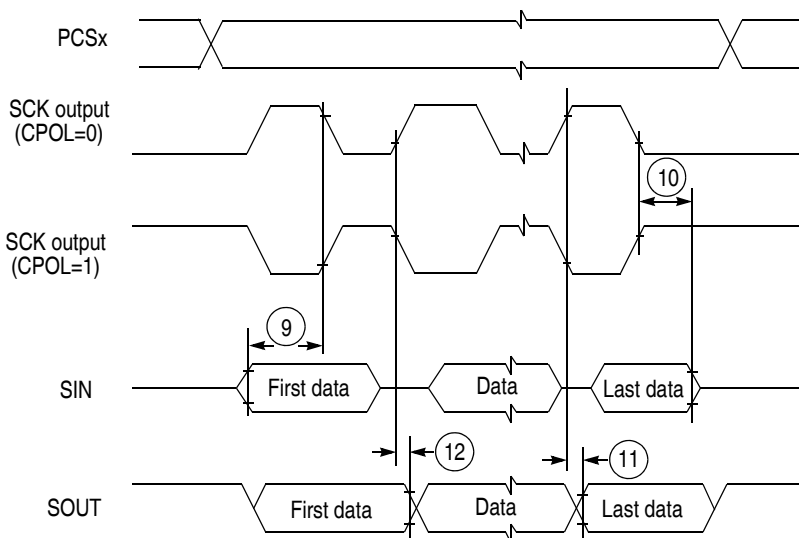 PCSx
SCK output
(CPOL=0)
10
SCK output
(CPOL=1)
9
SIN
First data
Data
Last data
12
11
SOUT
First data
Data
Last data